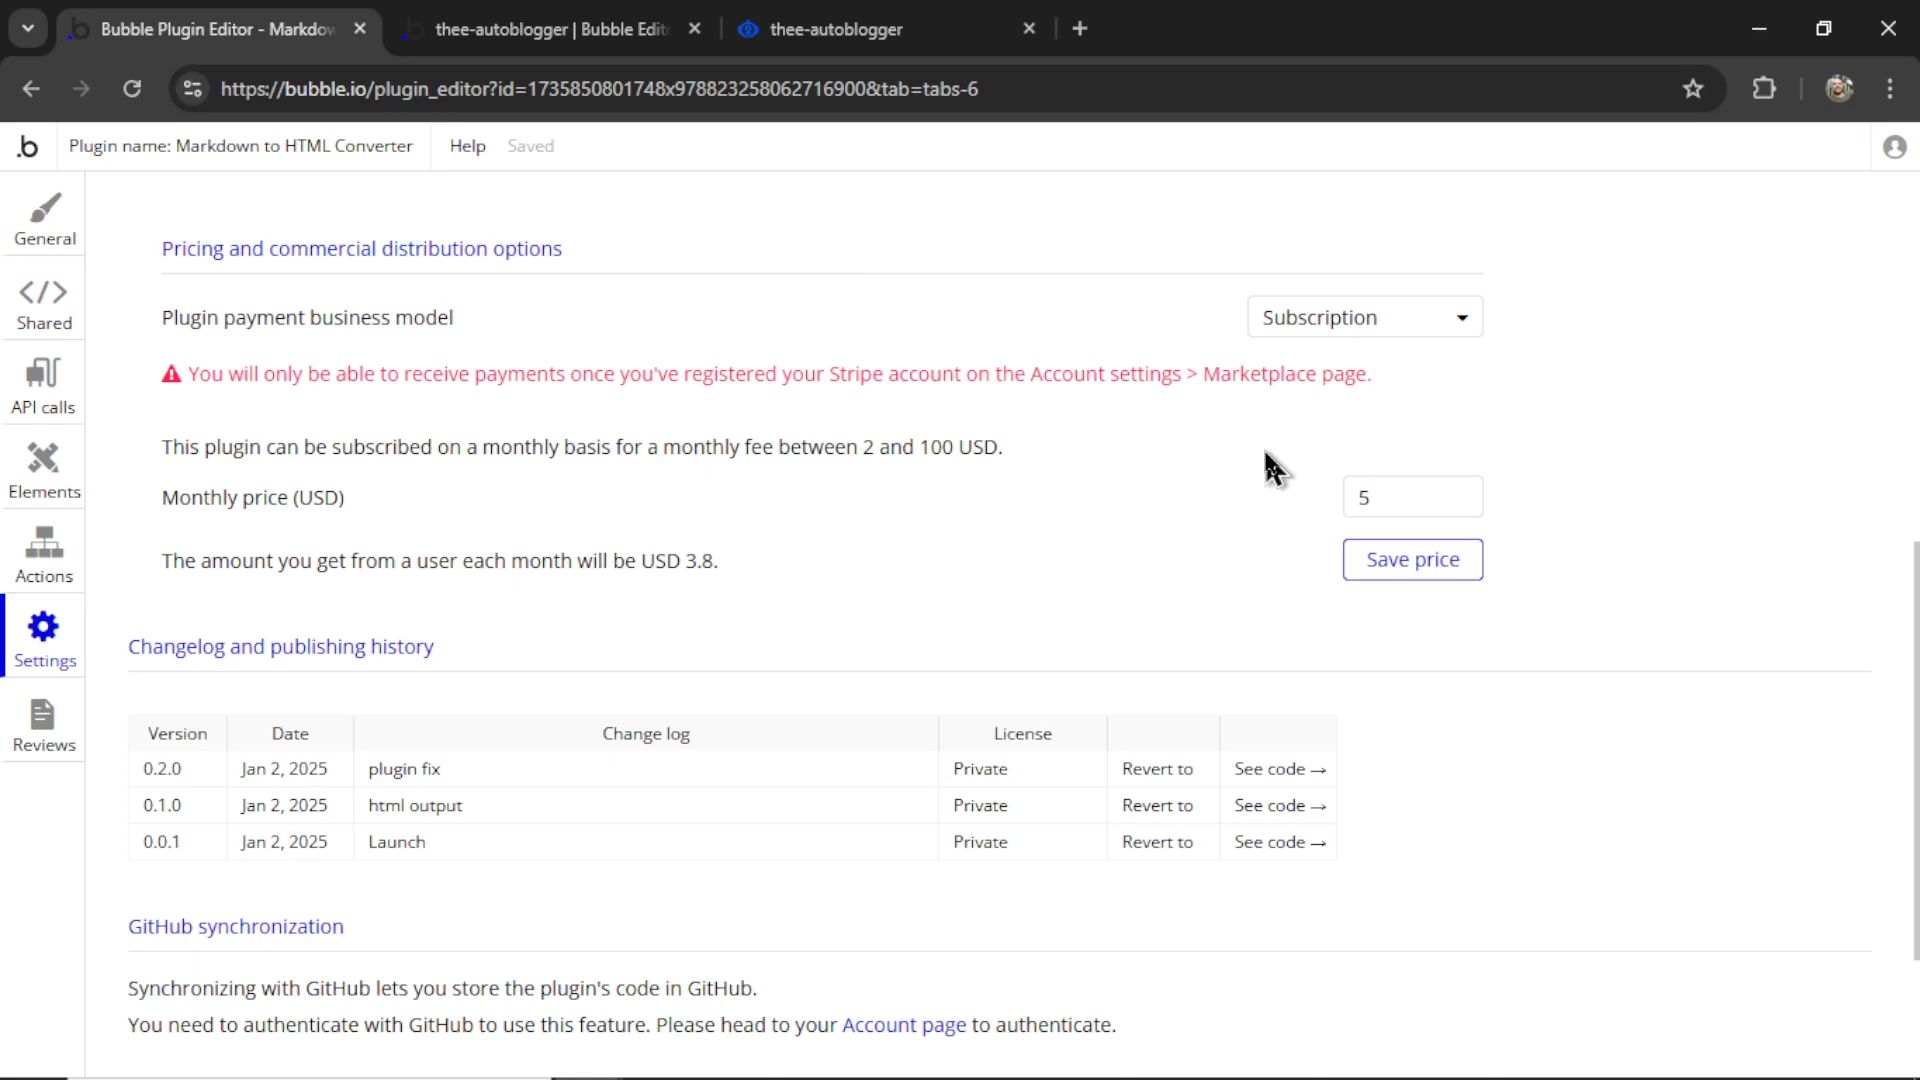 Bubble Plugin Editor - Markdow
thee-autoblogger | Bubble Edit
thee-autoblogger
https://bubble.io/plugin_editor?id=1735850801748x978823258062716900&tab=tabs-6
.b
Plugin name: Markdown to HTML Converter
Help
Saved
General
Shared
API calls
Elements
Actions
Settings
Reviews
Pricing and commercial distribution options
Plugin payment business model
Subscription
You will only be able to receive payments once you've registered your Stripe account on the Account settings > Marketplace page.
This plugin can be subscribed on a monthly basis for a monthly fee between 2 and 100 USD.
Monthly price (USD)
5
The amount you get from a user each month will be USD 3.8.
Save price
Changelog and publishing history
Version Date Change log License
0.2.0 Jan 2, 2025 plugin fix Private Revert to See code →
0.1.0 Jan 2, 2025 html output Private Revert to See code →
0.0.1 Jan 2, 2025 Launch Private Revert to See code →
GitHub synchronization
Synchronizing with GitHub lets you store the plugin's code in GitHub.
You need to authenticate with GitHub to use this feature. Please head to your Account page to authenticate.